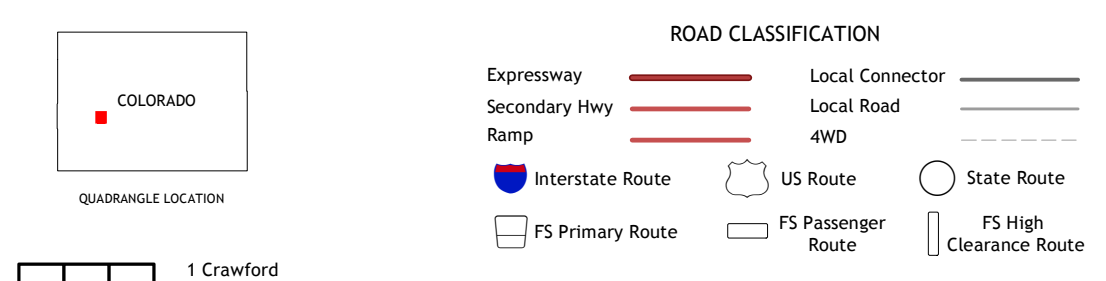 COLORADO
QUADRANGLE LOCATION
1 Crawford
ROAD CLASSIFICATION
Expressway
Local Connector
Secondary Hwy
Local Road
Ramp
4WD
Interstate Route
US Route
State Route
FS Primary Route
FS Passenger
Route
FS High
Clearance Route